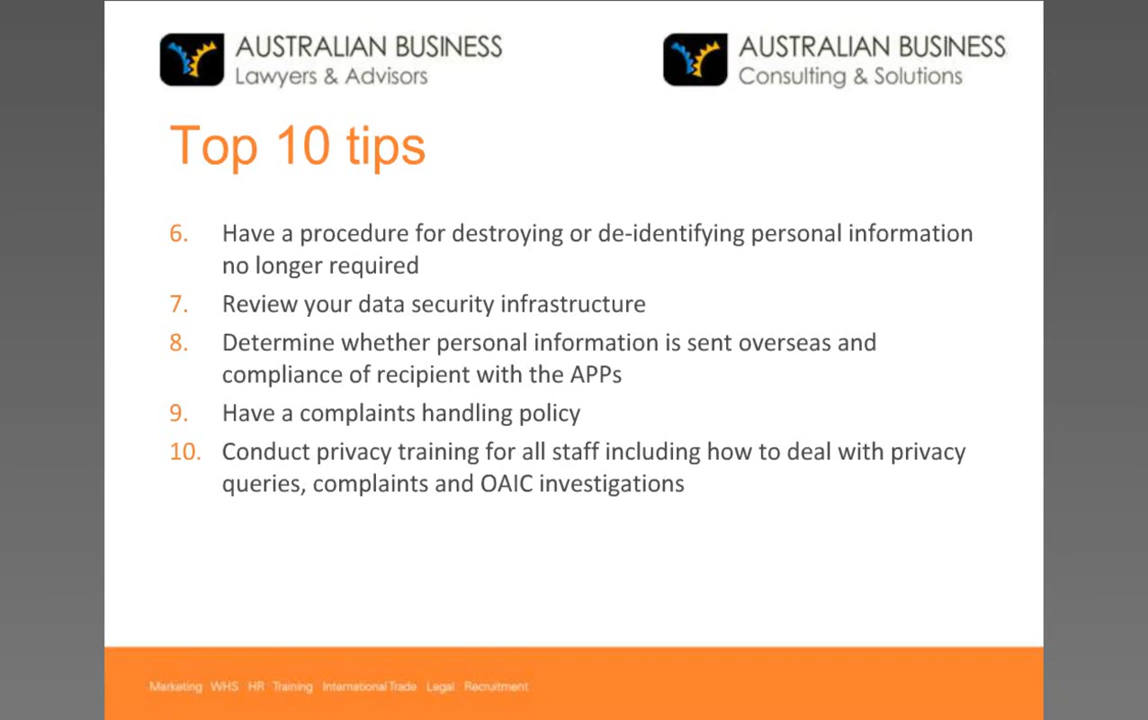 AUSTRALIAN BUSINESS
Lawyers & Advisors
AUSTRALIAN BUSINESS
Consulting & Solutions
Top 10 tips
6. Have a procedure for destroying or de-identifying personal information
no longer required
7. Review your data security infrastructure
8. Determine whether personal information is sent overseas and
compliance of recipient with the APPs
9. Have a complaints handling policy
10. Conduct privacy training for all staff including how to deal with privacy
queries, complaints and OAIC investigations
Marketing WHS HR Training International Trade Legal Recruitment